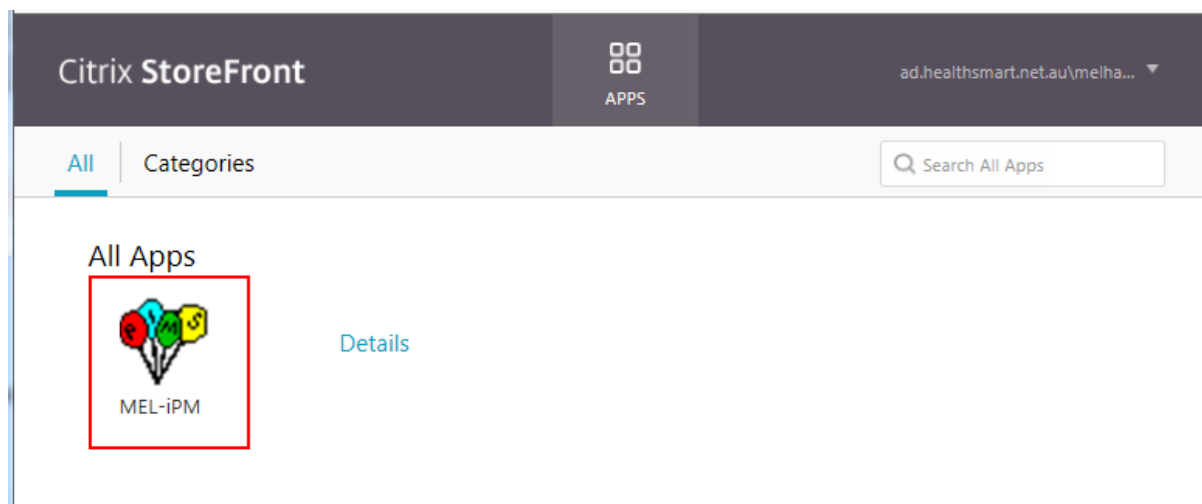 Citrix StoreFront
APPS
ad.healthsmart.net.au\melha...
All
Categories
Search All Apps
All Apps
P i M S
Details
MEL-iPM